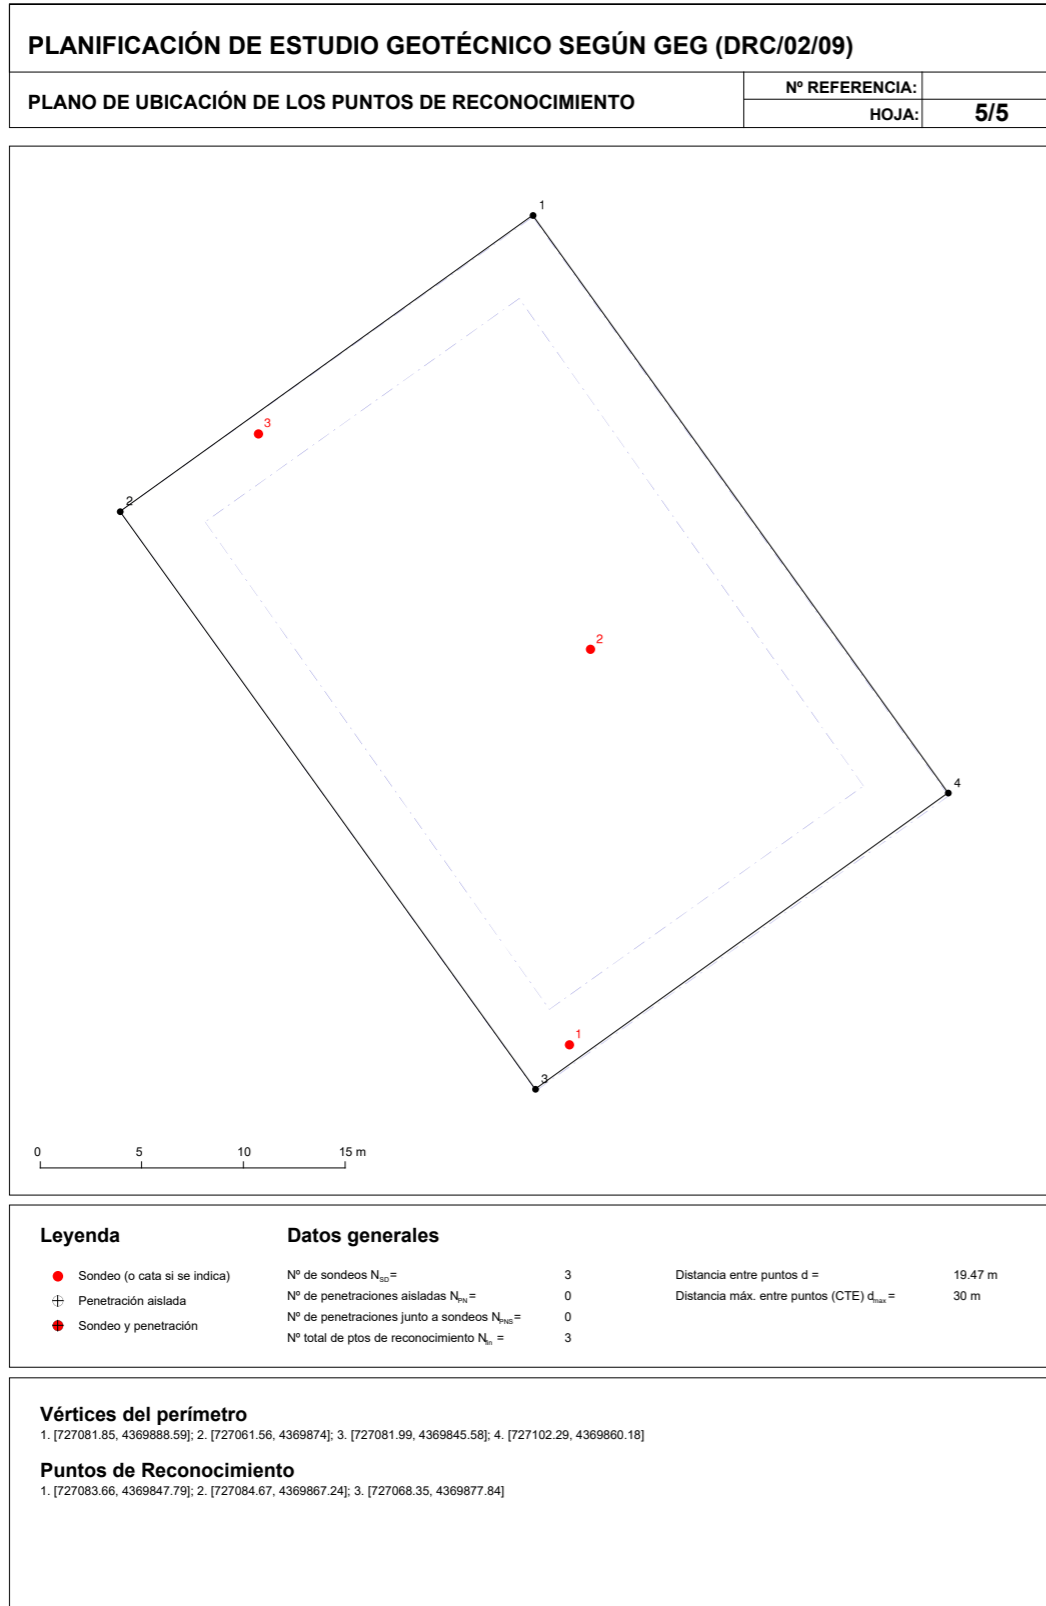 PLANIFICACIÓN DE ESTUDIO GEOTÉCNICO SEGÚN GEG (DRC/02/09)
PLANO DE UBICACIÓN DE LOS PUNTOS DE RECONOCIMIENTO
Nº REFERENCIA:
HOJA: 5/5
1
3
2
2
4
1
3
0 5 10 15 m
Leyenda
Sondeo (o cata si se indica)
Penetración aislada
Sondeo y penetración
Datos generales
Nº de sondeos NSD= 3
Nº de penetraciones aisladas NPN= 0
Nº de penetraciones junto a sondeos NPNS= 0
Nº total de ptos de reconocimiento Ntn = 3
Distancia entre puntos d = 19.47 m
Distancia máx. entre puntos (CTE) dmax= 30 m
Vértices del perímetro
1. [727081.85, 4369888.59]; 2. [727061.56, 4369874]; 3. [727081.99, 4369845.58]; 4. [727102.29, 4369860.18]
Puntos de Reconocimiento
1. [727083.66, 4369847.79]; 2. [727084.67, 4369867.24]; 3. [727068.35, 4369877.84]